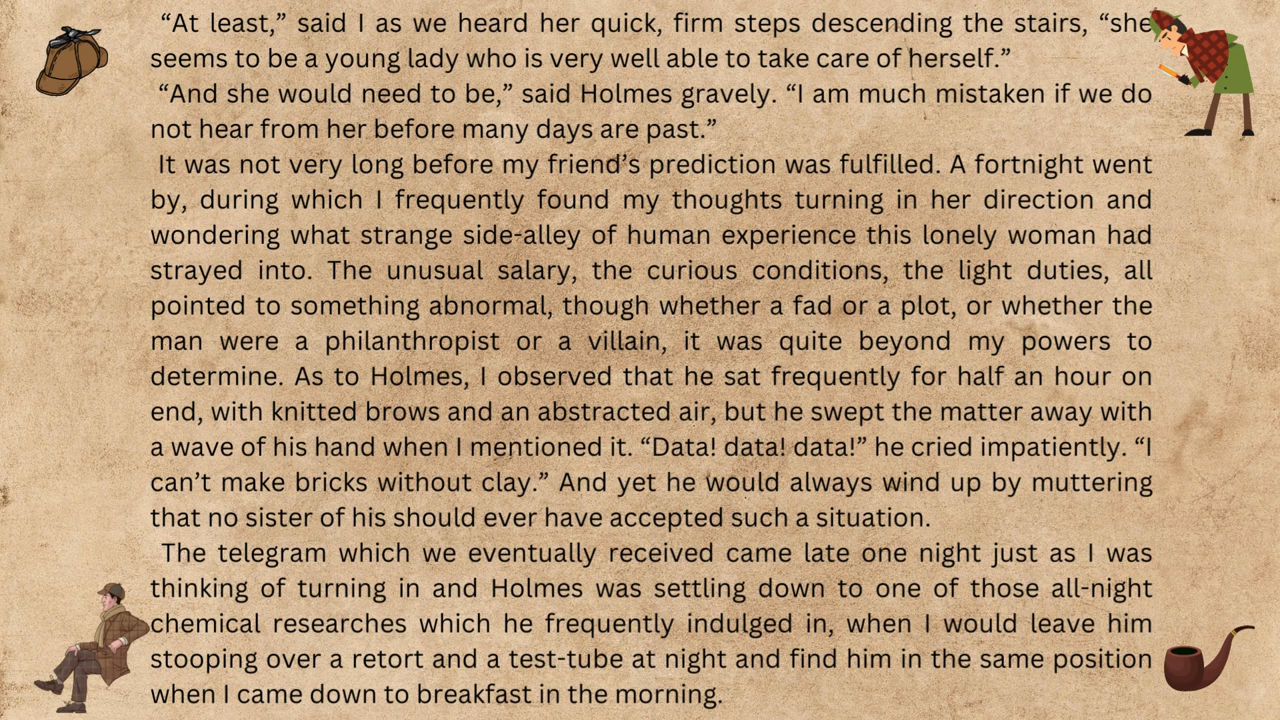 “At least,” said I as we heard her quick, firm steps descending the stairs, “she
seems to be a young lady who is very well able to take care of herself.”
“And she would need to be,” said Holmes gravely. “I am much mistaken if we do
not hear from her before many days are past.”
It was not very long before my friend’s prediction was fulfilled. A fortnight went
by, during which I frequently found my thoughts turning in her direction and
wondering what strange side-alley of human experience this lonely woman had
strayed into. The unusual salary, the curious conditions, the light duties, all
pointed to something abnormal, though whether a fad or a plot, or whether the
man were a philanthropist or a villain, it was quite beyond my powers to
determine. As to Holmes, I observed that he sat frequently for half an hour on
end, with knitted brows and an abstracted air, but he swept the matter away with
a wave of his hand when I mentioned it. “Data! data! data!” he cried impatiently. “I
can’t make bricks without clay.” And yet he would always wind up by muttering
that no sister of his should ever have accepted such a situation.
The telegram which we eventually received came late one night just as I was
thinking of turning in and Holmes was settling down to one of those all-night
chemical researches which he frequently indulged in, when I would leave him
stooping over a retort and a test-tube at night and find him in the same position
when I came down to breakfast in the morning.